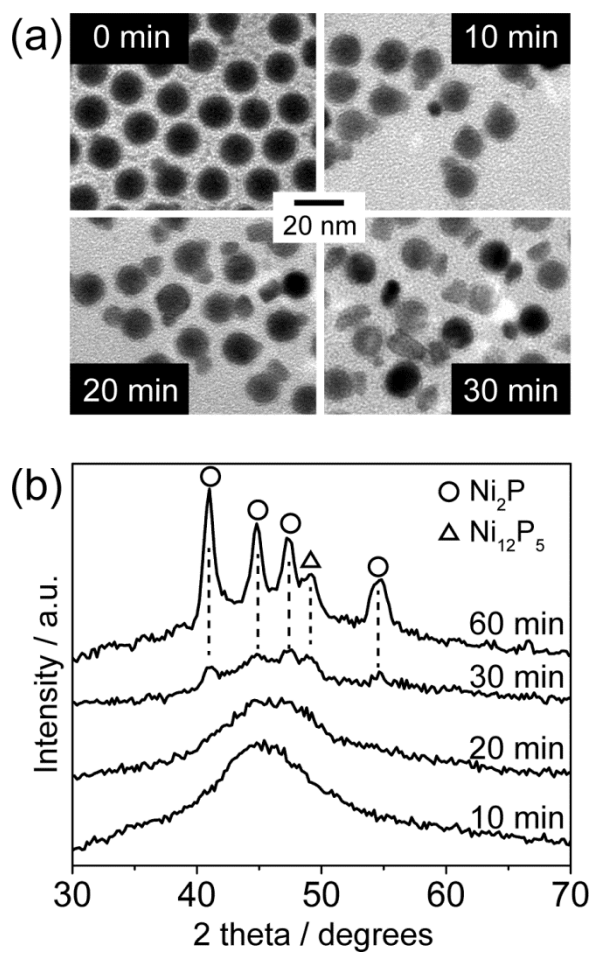 (a)
0 min
10 min
20 nm
20 min
30 min
(b)
○ Ni₂P
△ Ni₁₂P₅
60 min
30 min
20 min
10 min
Intensity / a.u.
30 40 50 60 70
2 theta / degrees